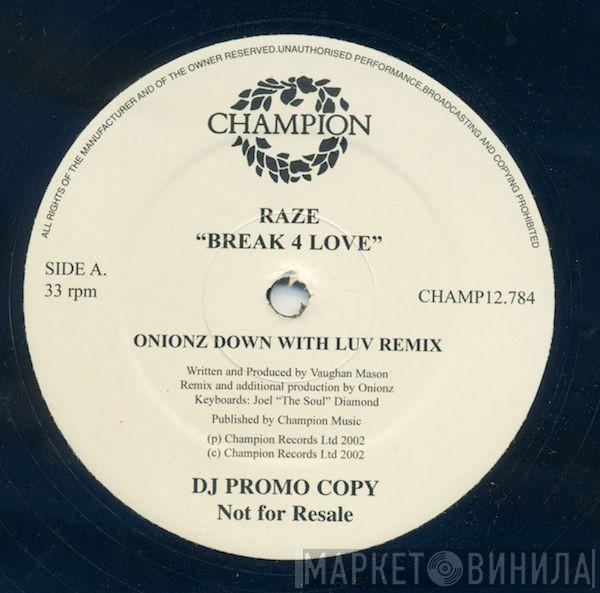 ALL RIGHTS OF THE MANUFACTURER AND OF THE OWNER RESERVED.UNAUTHORISED PERFORMANCE,BROADCASTING AND COPYING PROHIBITED
CHAMPION
RAZE
“BREAK 4 LOVE”
SIDE A.
33 rpm
CHAMP12.784
ONIONZ DOWN WITH LUV REMIX
Written and Produced by Vaughan Mason
Remix and additional production by Onionz
Keyboards: Joel “The Soul” Diamond
Published by Champion Music
(p) Champion Records Ltd 2002
(c) Champion Records Ltd 2002
DJ PROMO COPY
Not for Resale
МАРКЕТ ВИНИЛА